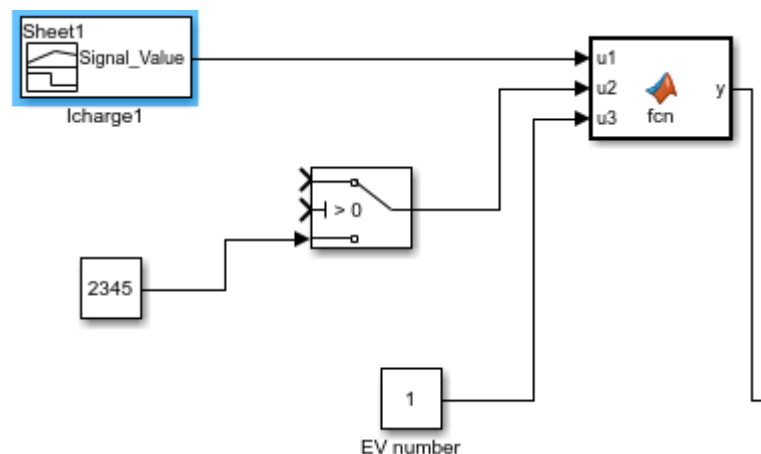 Sheet1
Signal_Value
Icharge1
u1
u2
u3
y
fcn
> 0
2345
1
EV number